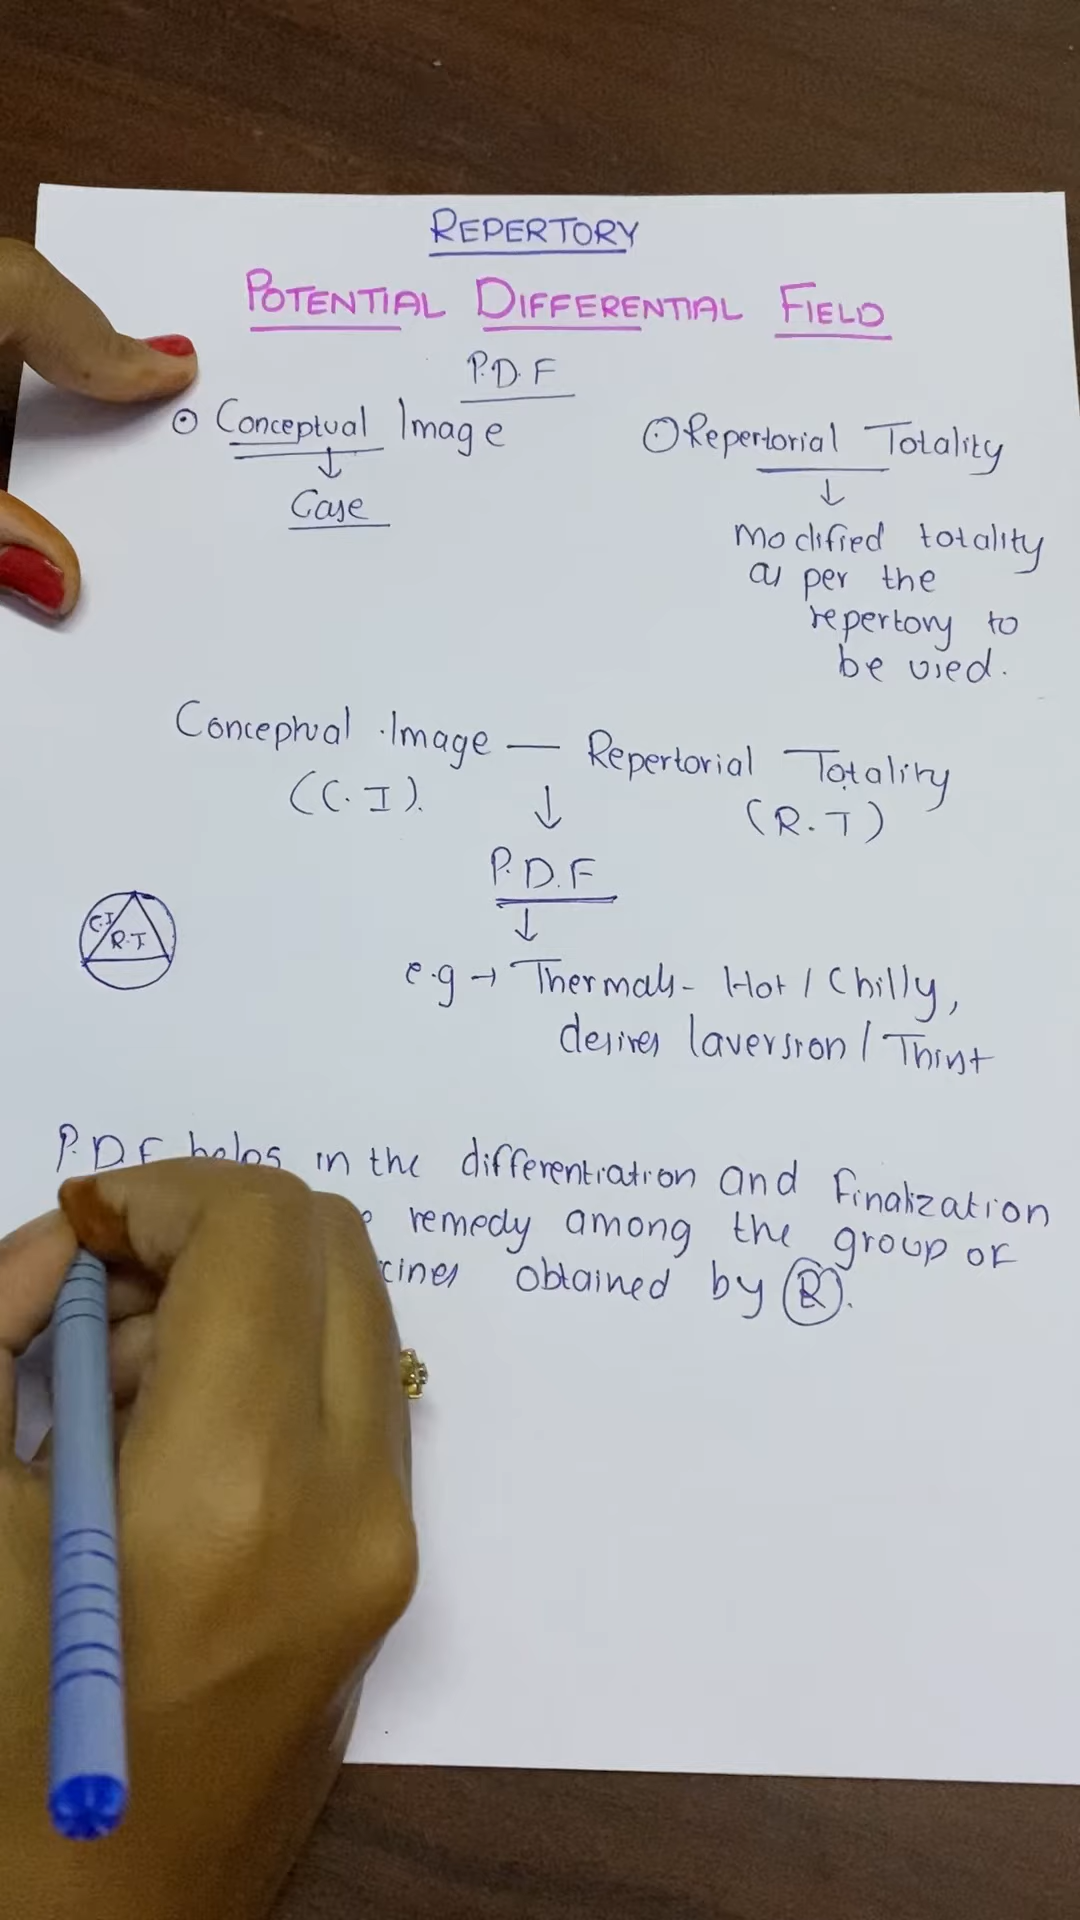 REPERTORY
POTENTIAL DIFFERENTIAL FIELD
P.D.F
Conceptual Image
↓
Case
Repertorial Totality
↓
modified totality
as per the
repertory to
be used.
Conceptual Image — Repertorial Totality
(C.I). ↓ (R.T)
P.D.F
↓
C.I
R.T.
e.g → Thermals - Hot / Chilly,
desires / aversion / Thirst
P.D.F helps in the differentiation and finalization
remedy among the group of
obtained by R.